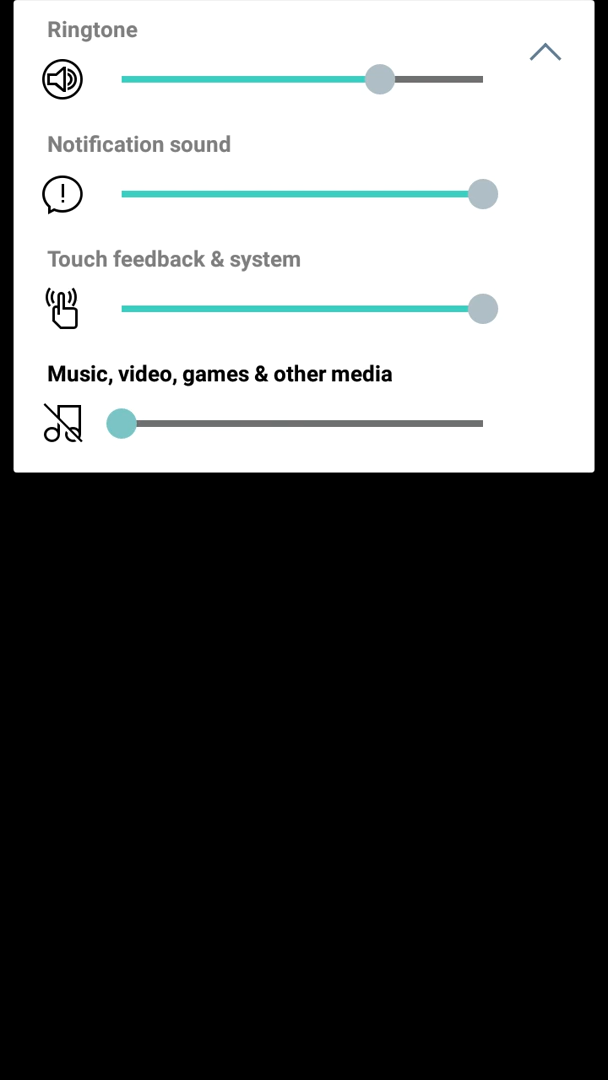 Ringtone
Notification sound
Touch feedback & system
Music, video, games & other media